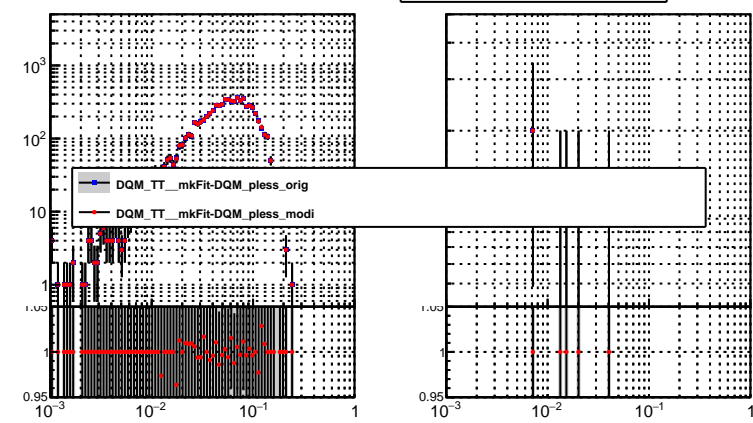 10³
10²
DQM_TT__mkFit-DQM_pless_orig
DQM_TT__mkFit-DQM_pless_modi
10
1
1.05 1.05
1 1
0.95 0.95
10⁻³ 10⁻² 10⁻¹ 1 10⁻³ 10⁻² 10⁻¹ 1